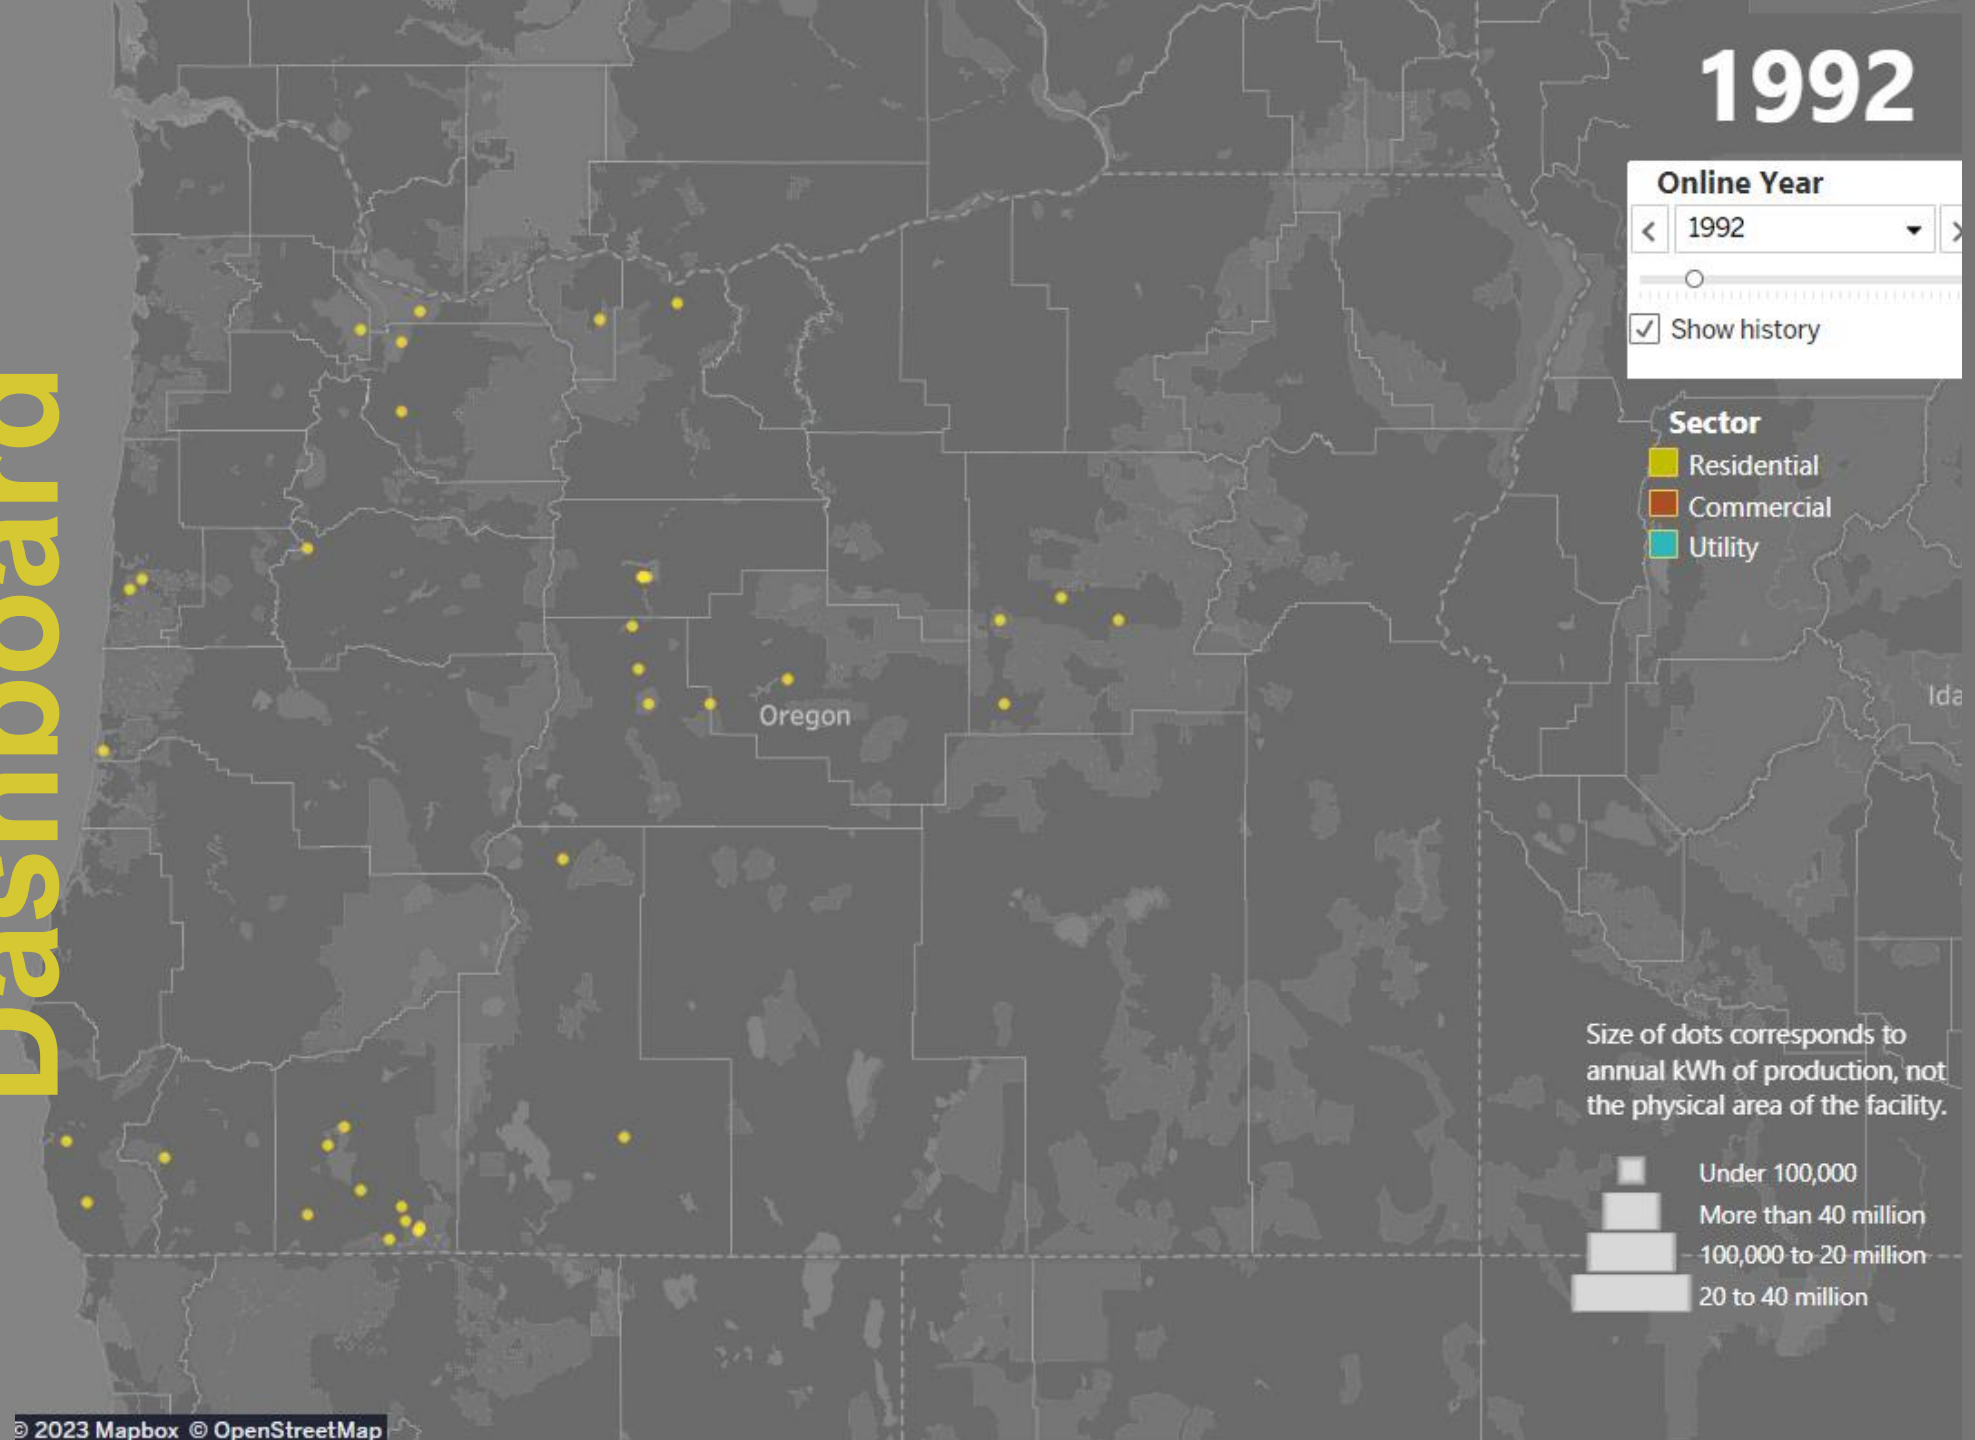 Dashboard
1992
Online Year
1992
Show history
Sector
Residential
Commercial
Utility
Oregon
Ida
Size of dots corresponds to
annual kWh of production, not
the physical area of the facility.
Under 100,000
More than 40 million
100,000 to 20 million
20 to 40 million
© 2023 Mapbox © OpenStreetMap